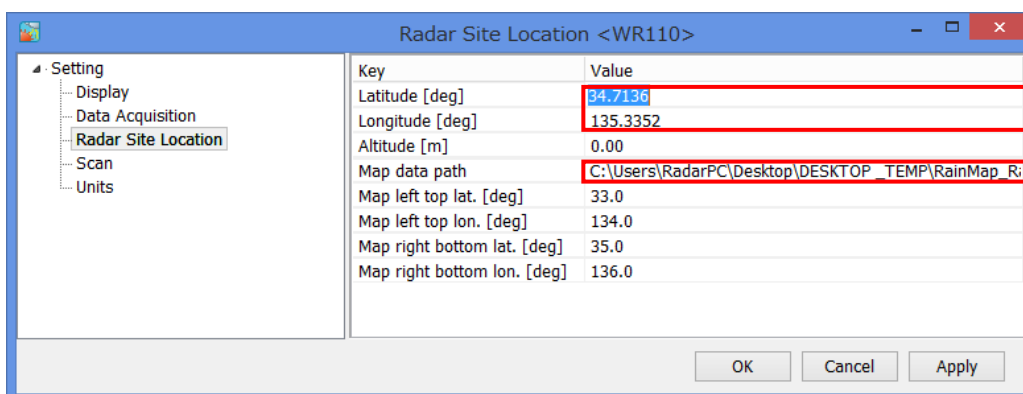 Radar Site Location <WR110>
Setting
Display
Data Acquisition
Radar Site Location
Scan
Units
Key Value
Latitude [deg] 34.7136
Longitude [deg] 135.3352
Altitude [m] 0.00
Map data path C:\Users\RadarPC\Desktop\DESKTOP _TEMP\RainMap_Ra
Map left top lat. [deg] 33.0
Map left top lon. [deg] 134.0
Map right bottom lat. [deg] 35.0
Map right bottom lon. [deg] 136.0
OK Cancel Apply